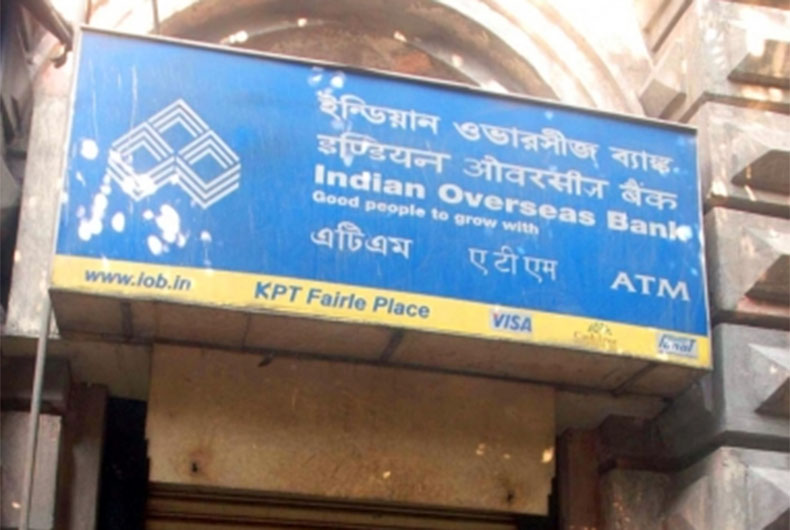 ইন্ডিয়ান ওভারসীজ ব্যাঙ্ক
इण्डियन ओवरसीज़ बैंक
Indian Overseas Bank
Good people to grow with
এটিএম ए टी एम ATM
www.iob.in KPT Fairle Place VISA